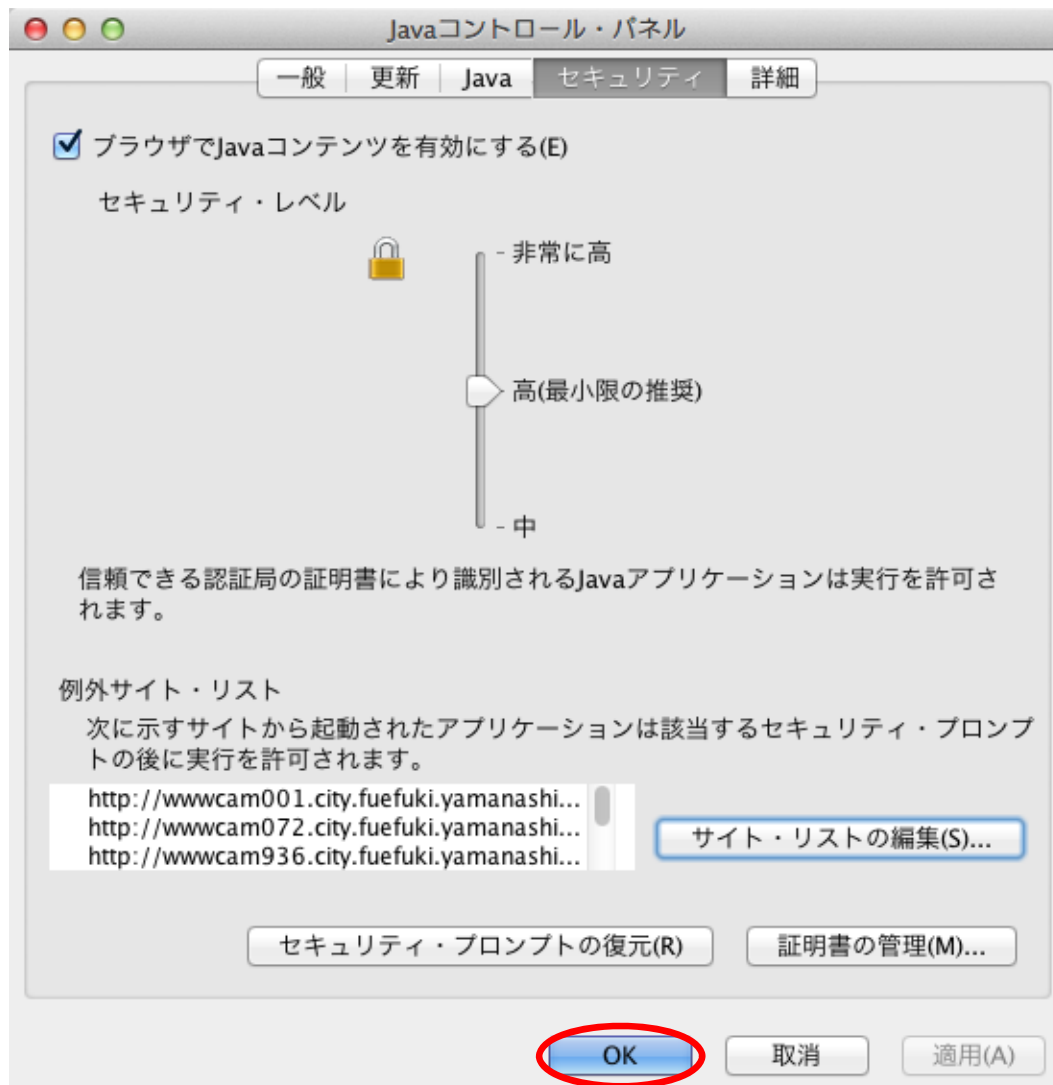 Javaコントロール・パネル
一般 更新 Java セキュリティ 詳細
ブラウザでJavaコンテンツを有効にする(E)
セキュリティ・レベル
- 非常に高
高(最小限の推奨)
- 中
信頼できる認証局の証明書により識別されるJavaアプリケーションは実行を許可さ
れます。
例外サイト・リスト
次に示すサイトから起動されたアプリケーションは該当するセキュリティ・プロンプ
トの後に実行を許可されます。
http://wwwcam001.city.fuefuki.yamanashi...
http://wwwcam072.city.fuefuki.yamanashi...
http://wwwcam936.city.fuefuki.yamanashi...
サイト・リストの編集(S)...
セキュリティ・プロンプトの復元(R) 証明書の管理(M)...
OK 取消 適用(A)